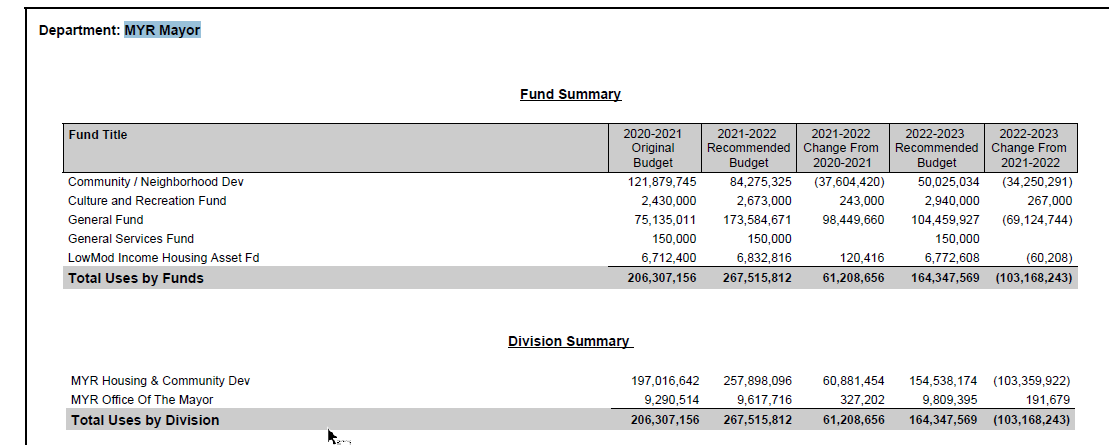 Department: MYR Mayor
Fund Summary
Fund Title 2020-2021 Original Budget 2021-2022 Recommended Budget 2021-2022 Change From 2020-2021 2022-2023 Recommended Budget 2022-2023 Change From 2021-2022
Community / Neighborhood Dev 121,879,745 84,275,325 (37,604,420) 50,025,034 (34,250,291)
Culture and Recreation Fund 2,430,000 2,673,000 243,000 2,940,000 267,000
General Fund 75,135,011 173,584,671 98,449,660 104,459,927 (69,124,744)
General Services Fund 150,000 150,000 150,000
LowMod Income Housing Asset Fd 6,712,400 6,832,816 120,416 6,772,608 (60,208)
Total Uses by Funds 206,307,156 267,515,812 61,208,656 164,347,569 (103,168,243)
Division Summary
MYR Housing & Community Dev 197,016,642 257,898,096 60,881,454 154,538,174 (103,359,922)
MYR Office Of The Mayor 9,290,514 9,617,716 327,202 9,809,395 191,679
Total Uses by Division 206,307,156 267,515,812 61,208,656 164,347,569 (103,168,243)